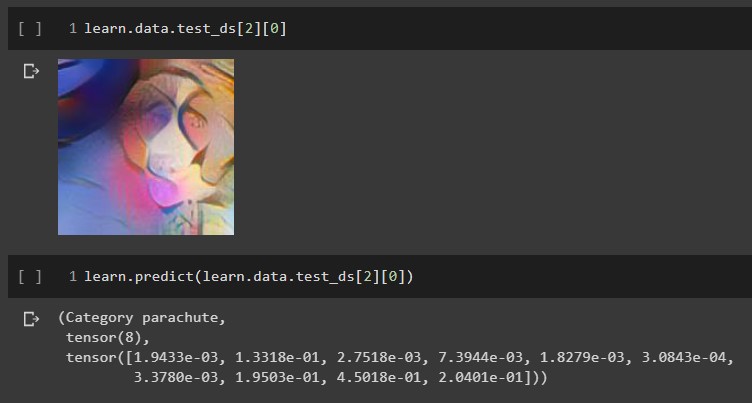 [ ] 1 learn.data.test_ds[2][0]
[ ] 1 learn.predict(learn.data.test_ds[2][0])
(Category parachute,
tensor(8),
tensor([1.9433e-03, 1.3318e-01, 2.7518e-03, 7.3944e-03, 1.8279e-03, 3.0843e-04,
3.3780e-03, 1.9503e-01, 4.5018e-01, 2.0401e-01]))